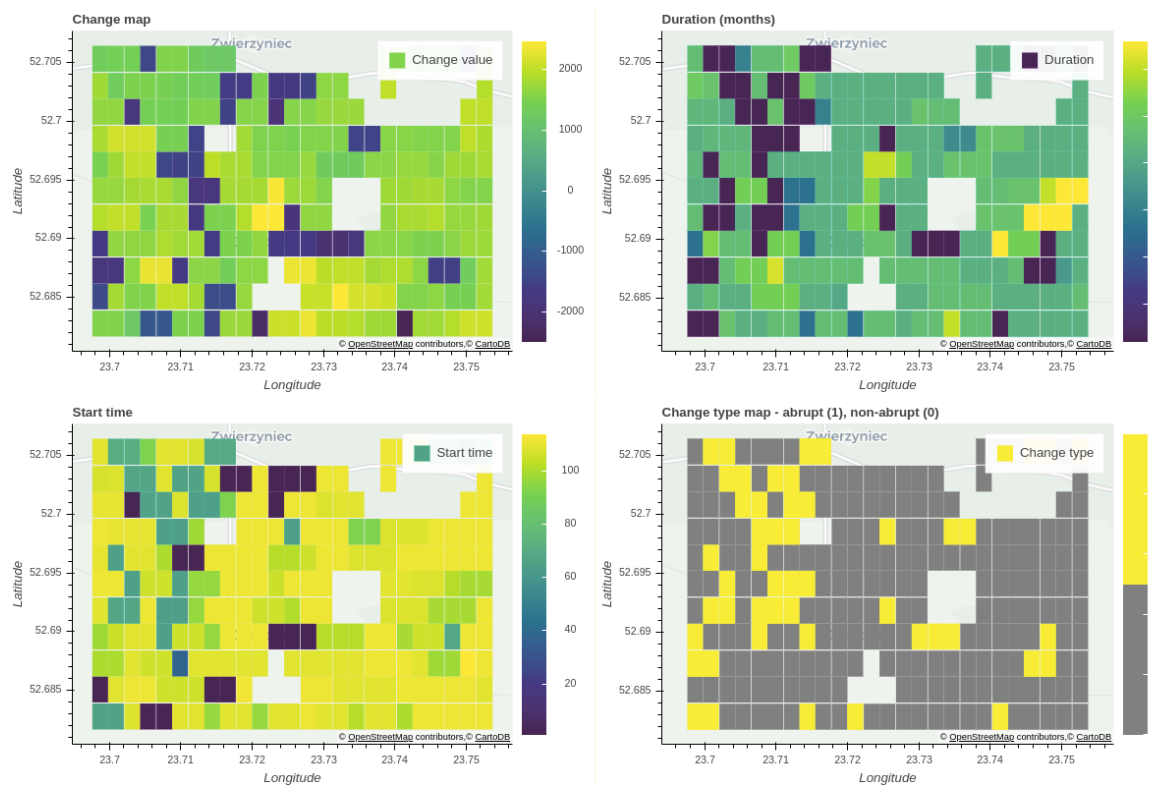 Change map
Zwierzyniec
Change value
52.705
52.7
52.695
52.69
52.685
Latitude
2000
1000
0
-1000
-2000
© OpenStreetMap contributors,© CartoDB
23.7
23.71
23.72
23.73
23.74
23.75
Longitude
Duration (months)
Zwierzyniec
Duration
52.705
52.7
52.695
52.69
52.685
Latitude
© OpenStreetMap contributors,© CartoDB
23.7
23.71
23.72
23.73
23.74
23.75
Longitude
Start time
Zwierzyniec
Start time
52.705
52.7
52.695
52.69
52.685
Latitude
100
80
60
40
20
© OpenStreetMap contributors,© CartoDB
23.7
23.71
23.72
23.73
23.74
23.75
Longitude
Change type map - abrupt (1), non-abrupt (0)
Zwierzyniec
Change type
52.705
52.7
52.695
52.69
52.685
Latitude
© OpenStreetMap contributors,© CartoDB
23.7
23.71
23.72
23.73
23.74
23.75
Longitude